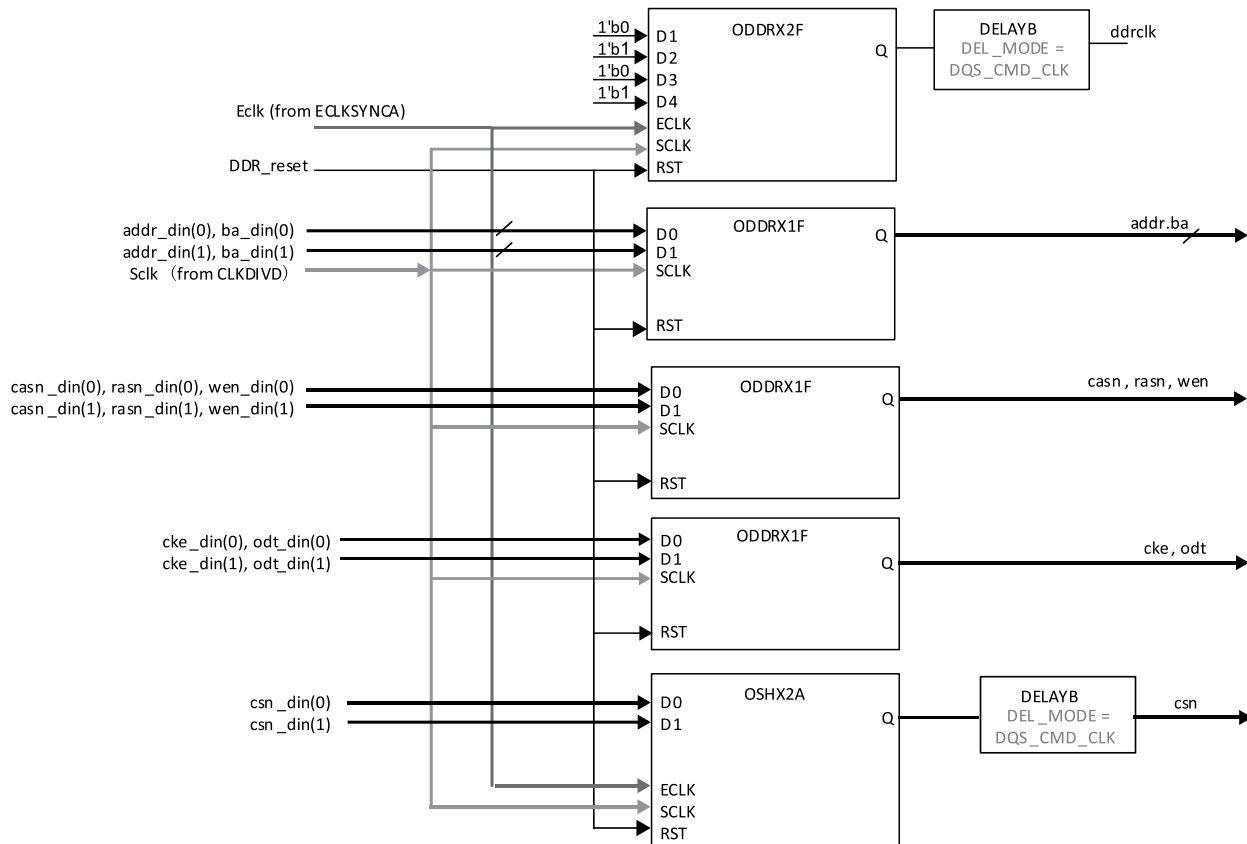 1'b0
1'b1
1'b0
1'b1
D1
D2
D3
D4
ECLK
SCLK
RST
ODDRX2F
Q
DELAYB
DEL_MODE =
DQS_CMD_CLK
ddrclk
Eclk (from ECLKSYNCA)
DDR_reset
addr_din(0), ba_din(0)
addr_din(1), ba_din(1)
Sclk （from CLKDIVD）
D0
D1
SCLK
RST
ODDRX1F
Q
addr.ba
casn_din(0), rasn_din(0), wen_din(0)
casn_din(1), rasn_din(1), wen_din(1)
D0
D1
SCLK
RST
ODDRX1F
Q
casn, rasn, wen
cke_din(0), odt_din(0)
cke_din(1), odt_din(1)
D0
D1
SCLK
RST
ODDRX1F
Q
cke, odt
csn_din(0)
csn_din(1)
D0
D1
ECLK
SCLK
RST
OSHX2A
Q
DELAYB
DEL_MODE =
DQS_CMD_CLK
csn